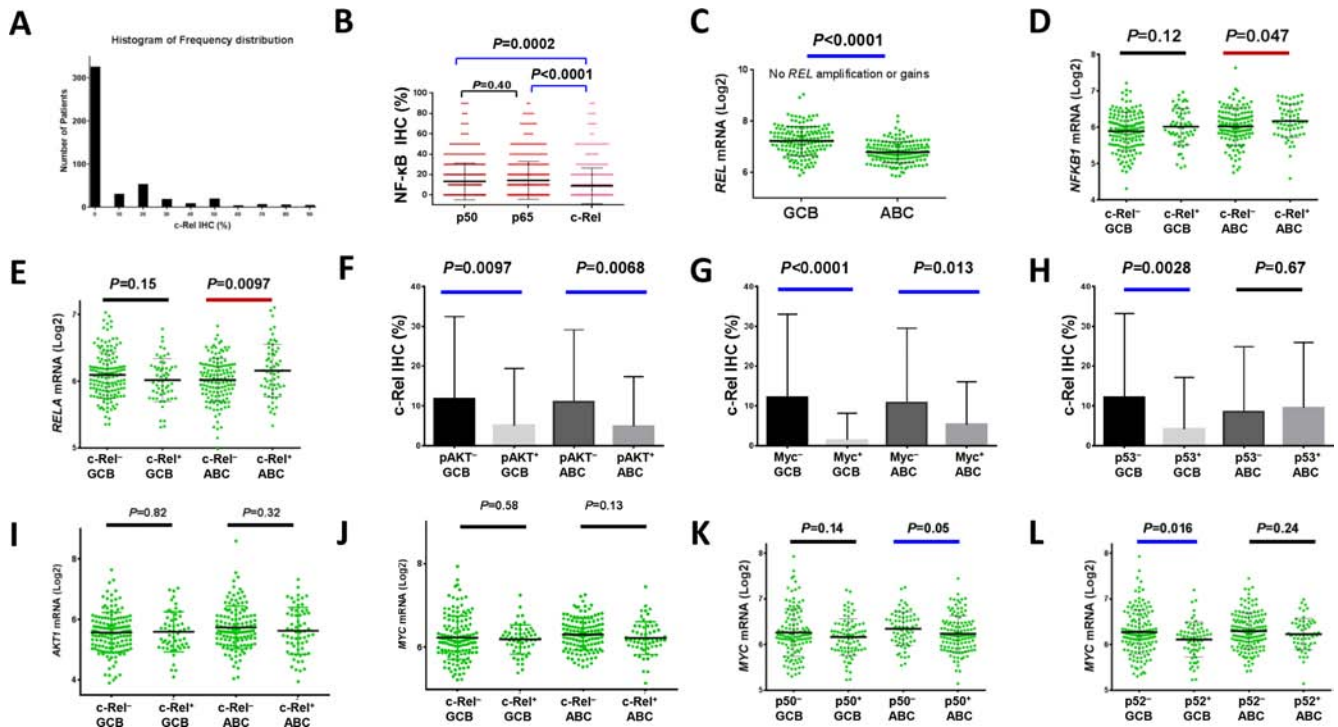 A
Histogram of Frequency distribution
Number of Patients
300
200
100
0
0 10 20 30 40 50 60 70 80 90
c-Rel IHC (%)
B
P=0.0002
P<0.0001
P=0.40
NF-κB IHC (%)
100
80
60
40
20
0
p50 p65 c-Rel
C
P<0.0001
No REL amplification or gains
REL mRNA (Log2)
10
8
6
GCB ABC
D
P=0.12 P=0.047
NFKB1 mRNA (Log2)
8
7
6
5
4
c-Rel⁻ c-Rel⁺ c-Rel⁻ c-Rel⁺
GCB GCB ABC ABC
E
P=0.15 P=0.0097
RELA mRNA (Log2)
7
6
5
c-Rel⁻ c-Rel⁺ c-Rel⁻ c-Rel⁺
GCB GCB ABC ABC
F
P=0.0097 P=0.0068
c-Rel IHC (%)
40
30
20
10
0
pAKT⁻ pAKT⁺ pAKT⁻ pAKT⁺
GCB GCB ABC ABC
G
P<0.0001 P=0.013
c-Rel IHC (%)
40
30
20
10
0
Myc⁻ Myc⁺ Myc⁻ Myc⁺
GCB GCB ABC ABC
H
P=0.0028 P=0.67
c-Rel IHC (%)
40
30
20
10
0
p53⁻ p53⁺ p53⁻ p53⁺
GCB GCB ABC ABC
I
P=0.82 P=0.32
AKT1 mRNA (Log2)
8
6
4
c-Rel⁻ c-Rel⁺ c-Rel⁻ c-Rel⁺
GCB GCB ABC ABC
J
P=0.58 P=0.13
MYC mRNA (Log2)
8
6
c-Rel⁻ c-Rel⁺ c-Rel⁻ c-Rel⁺
GCB GCB ABC ABC
K
P=0.14 P=0.05
MYC mRNA (Log2)
8
7
6
5
p50⁻ p50⁺ p50⁻ p50⁺
GCB GCB ABC ABC
L
P=0.016 P=0.24
MYC mRNA (Log2)
8
7
6
5
p52⁻ p52⁺ p52⁻ p52⁺
GCB GCB ABC ABC